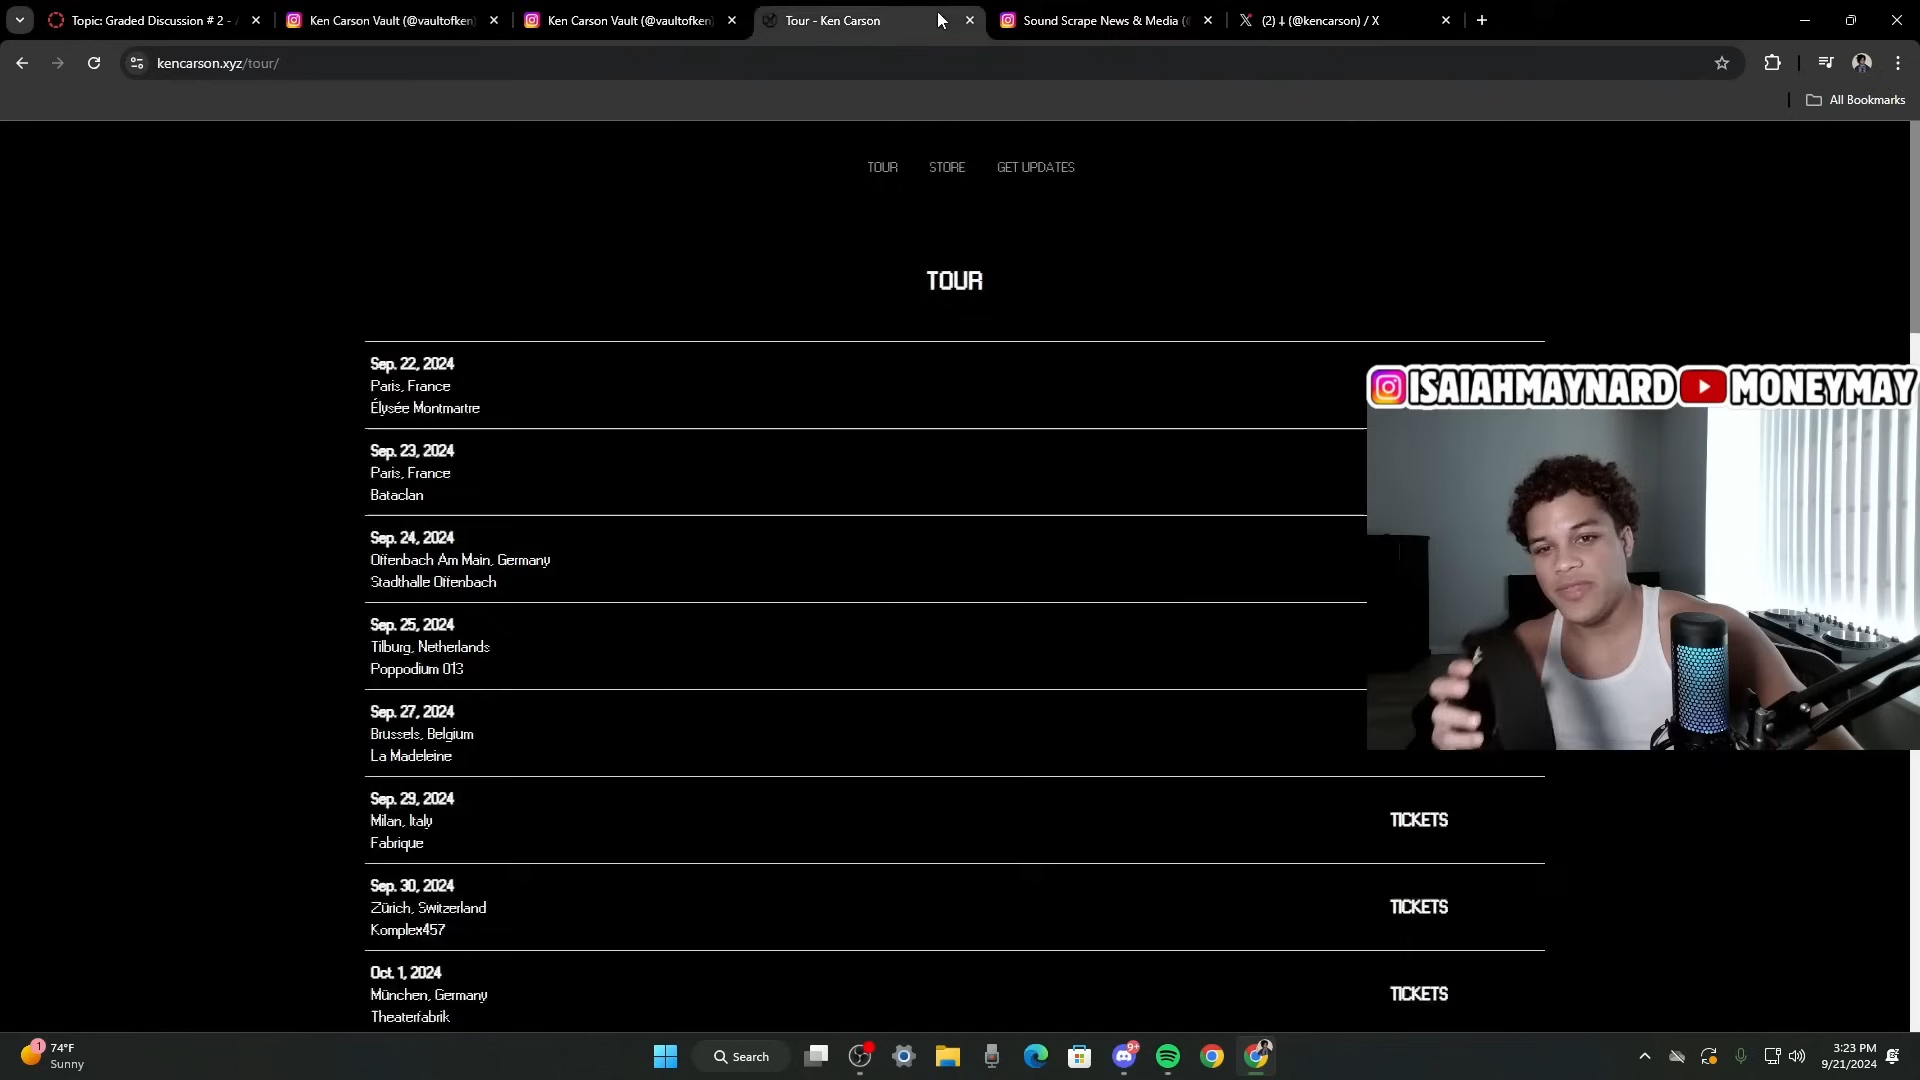 Topic: Graded Discussion # 2 -
Ken Carson Vault (@vaultofken
Ken Carson Vault (@vaultofken
Tour - Ken Carson
Sound Scrape News & Media (
(2) (@kencarson) / X
kencarson.xyz/tour/
All Bookmarks
TOUR
STORE
GET UPDATES
TOUR
Sep. 22, 2024
Paris, France
Élysée Montmartre
Sep. 23, 2024
Paris, France
Bataclan
Sep. 24, 2024
Offenbach Am Main, Germany
Stadthalle Offenbach
Sep. 25, 2024
Tilburg, Netherlands
Poppodium 013
Sep. 27, 2024
Brussels, Belgium
La Madeleine
Sep. 29, 2024
Milan, Italy
Fabrique
TICKETS
Sep. 30, 2024
Zürich, Switzerland
Komplex457
TICKETS
Oct. 1, 2024
München, Germany
Theaterfabrik
TICKETS
ISAIAHMAYNARD MONEYMAY
1
74°F
Sunny
Search
9+
3:23 PM
9/21/2024